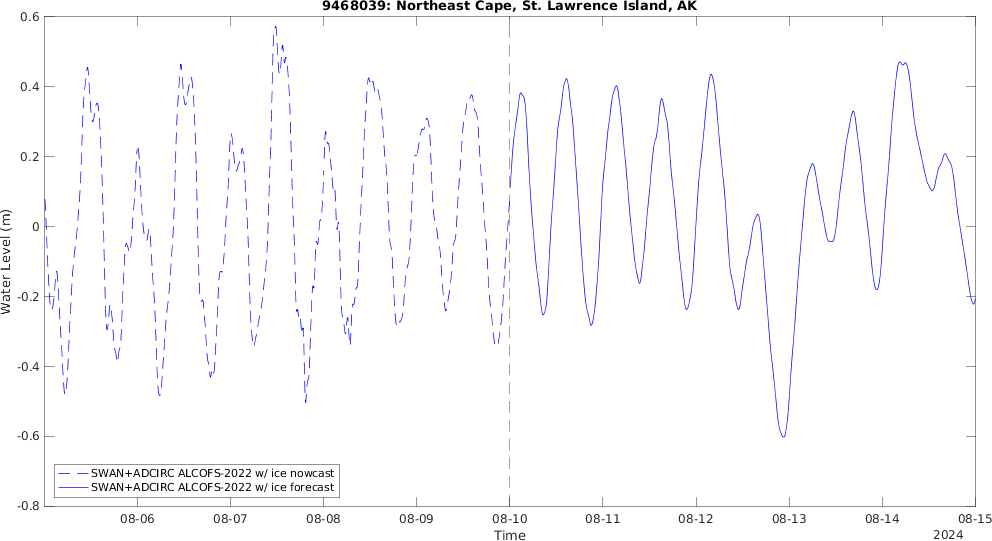 9468039: Northeast Cape, St. Lawrence Island, AK
0.6
0.4
0.2
0
-0.2
-0.4
-0.6
-0.8
Water Level (m)
SWAN+ADCIRC ALCOFS-2022 w/ ice nowcast
SWAN+ADCIRC ALCOFS-2022 w/ ice forecast
08-06 08-07 08-08 08-09 08-10 08-11 08-12 08-13 08-14 08-15
Time
2024